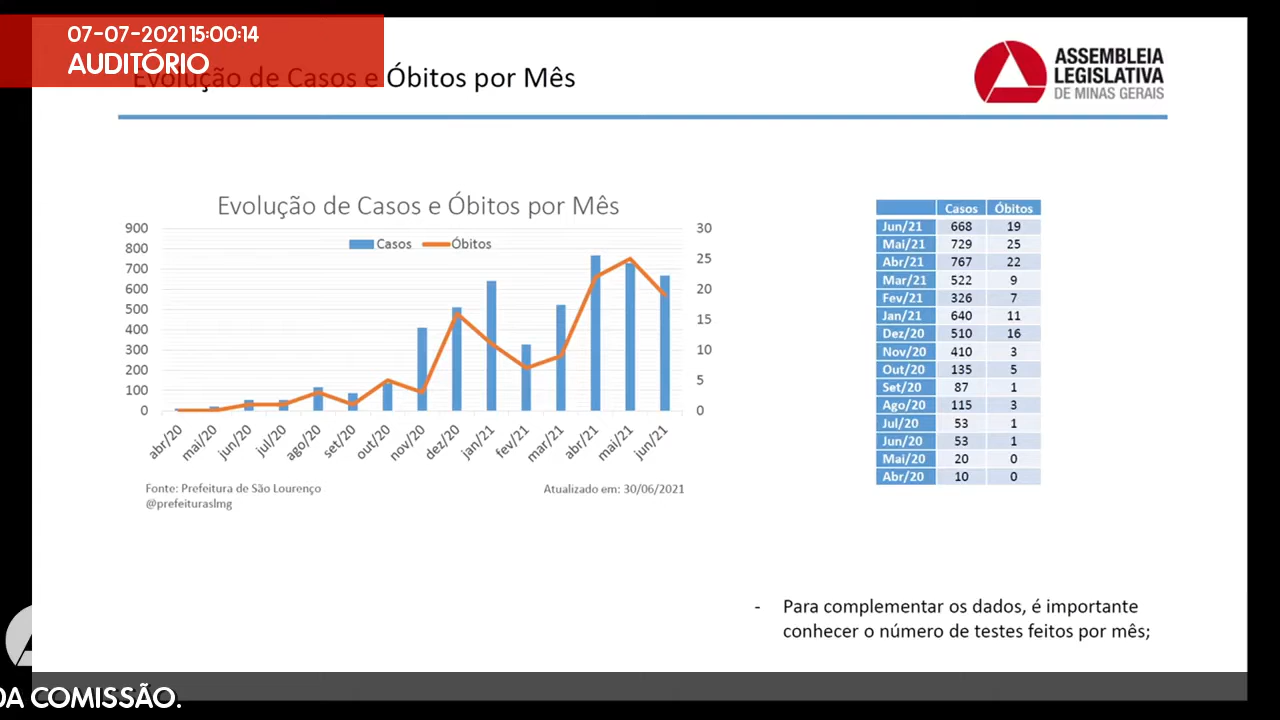 07-07-2021 15:00:14
AUDITÓRIO
Evolução de Casos e Óbitos por Mês
ASSEMBLEIA
LEGISLATIVA
DE MINAS GERAIS
Evolução de Casos e Óbitos por Mês
Casos Óbitos
900 30
800 25
700 20
600 15
500 10
400 5
300 0
200
100
0
abr/20 mai/20 jun/20 jul/20 ago/20 set/20 out/20 nov/20 dez/20 jan/21 fev/21 mar/21 abr/21 mai/21 jun/21
Fonte: Prefeitura de São Lourenço
@prefeituraslmg
Atualizado em: 30/06/2021
Casos Óbitos
Jun/21 668 19
Mai/21 729 25
Abr/21 767 22
Mar/21 522 9
Fev/21 326 7
Jan/21 640 11
Dez/20 510 16
Nov/20 410 3
Out/20 135 5
Set/20 87 1
Ago/20 115 3
Jul/20 53 1
Jun/20 53 1
Mai/20 20 0
Abr/20 10 0
- Para complementar os dados, é importante
conhecer o número de testes feitos por mês;
DA COMISSÃO.